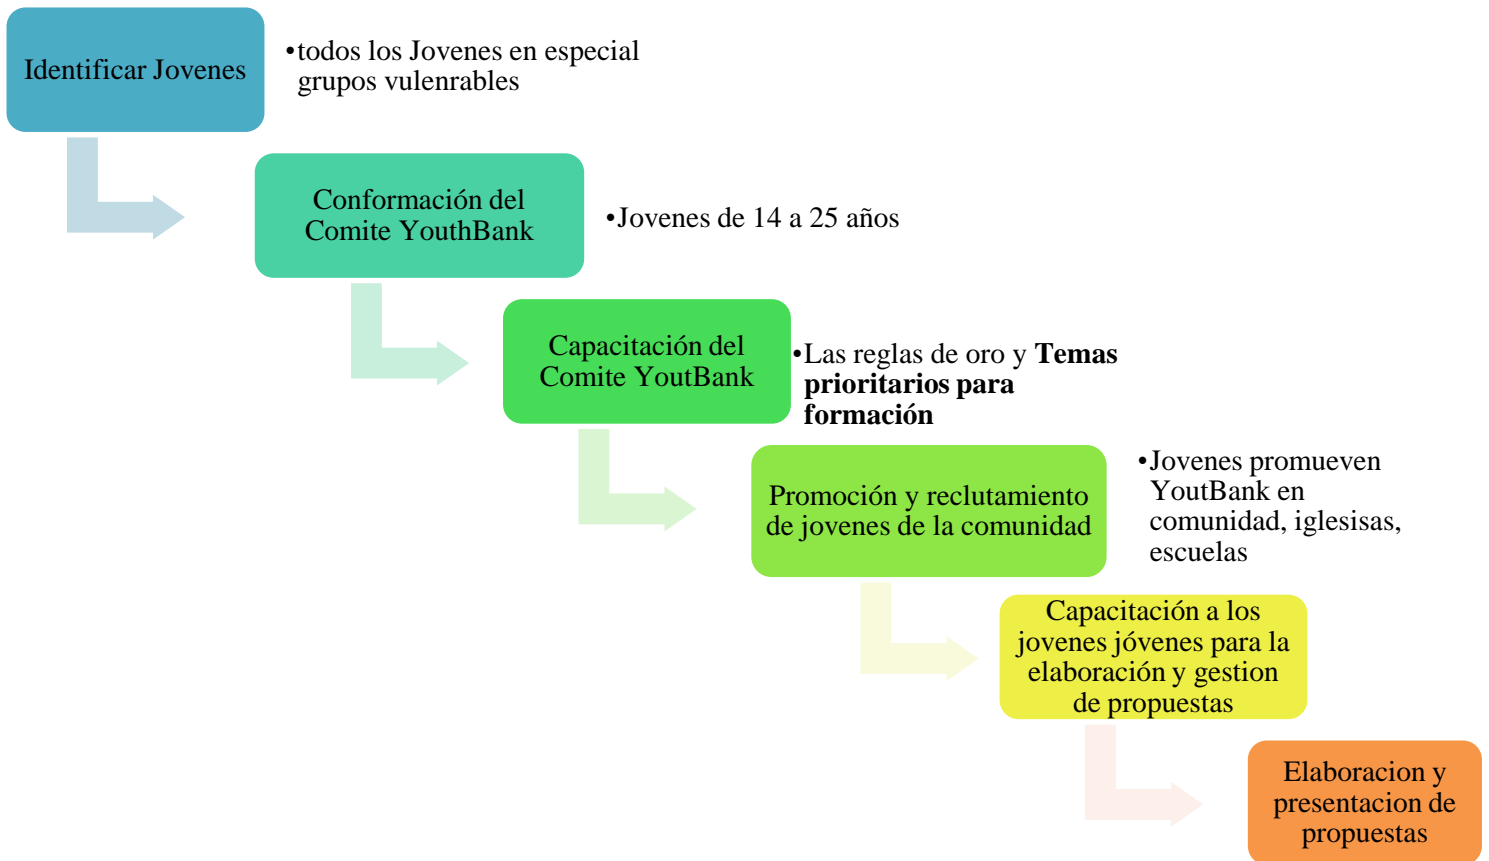 Identificar Jovenes
•todos los Jovenes en especial
grupos vulenrables
Conformación del
Comite YouthBank
•Jovenes de 14 a 25 años
Capacitación del
Comite YoutBank
•Las reglas de oro y Temas
prioritarios para
formación
Promoción y reclutamiento
de jovenes de la comunidad
•Jovenes promueven
YoutBank en
comunidad, iglesisas,
escuelas
Capacitación a los
jovenes jóvenes para la
elaboración y gestion
de propuestas
Elaboracion y
presentacion de
propuestas